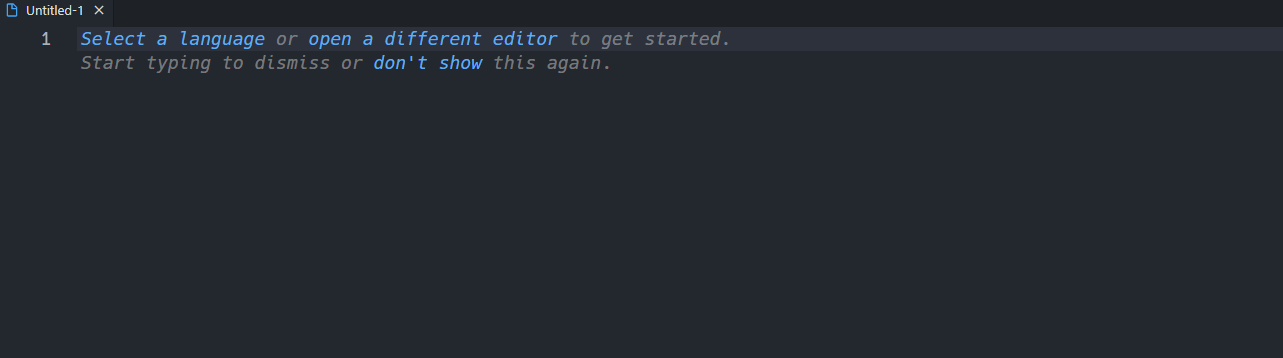 Untitled-1
1
Select a language or open a different editor to get started.
Start typing to dismiss or don't show this again.